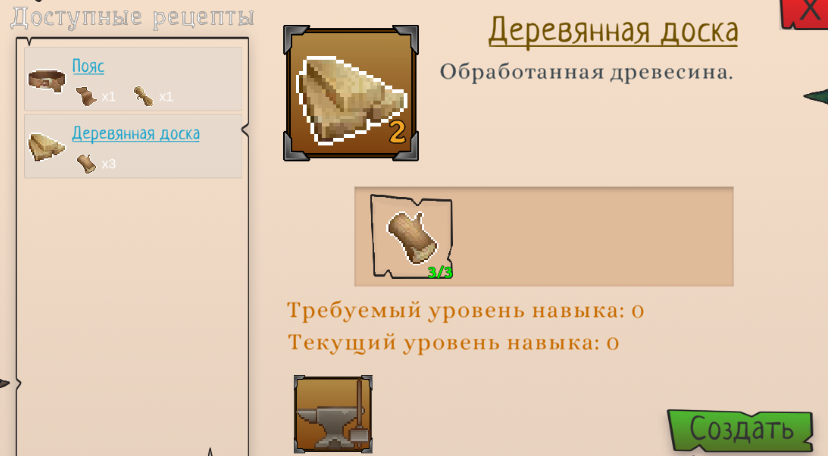 Доступные рецепты
Пояс
x1 x1
Деревянная доска
x3
Деревянная доска
Обработанная древесина.
2
3/3
Требуемый уровень навыка: 0
Текущий уровень навыка: 0
X
Создать